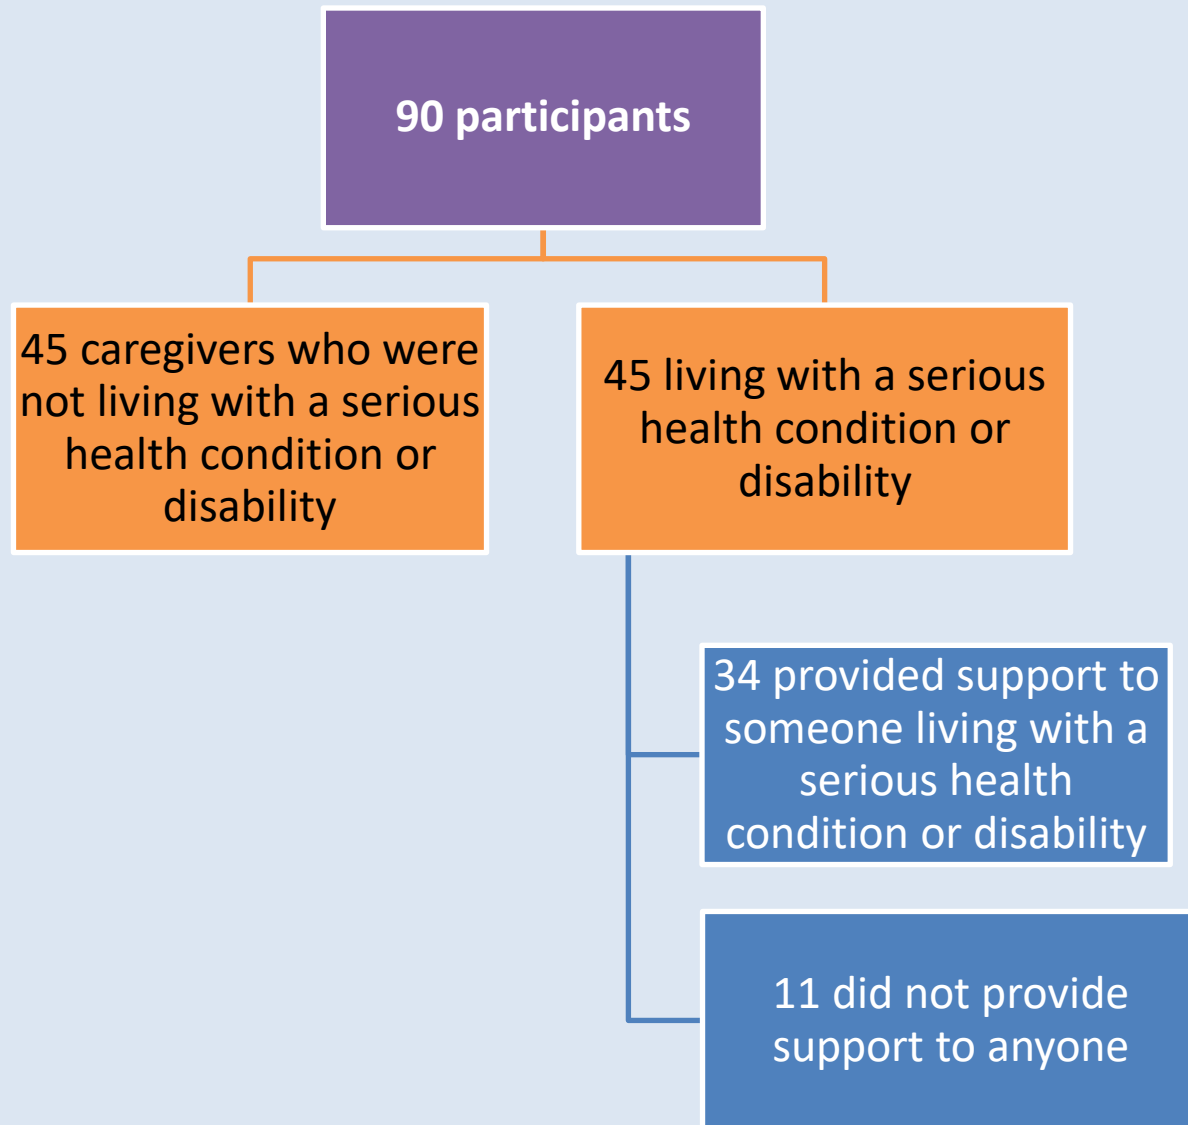 90 participants
45 caregivers who were
not living with a serious
health condition or
disability
45 living with a serious
health condition or
disability
34 provided support to
someone living with a
serious health
condition or disability
11 did not provide
support to anyone